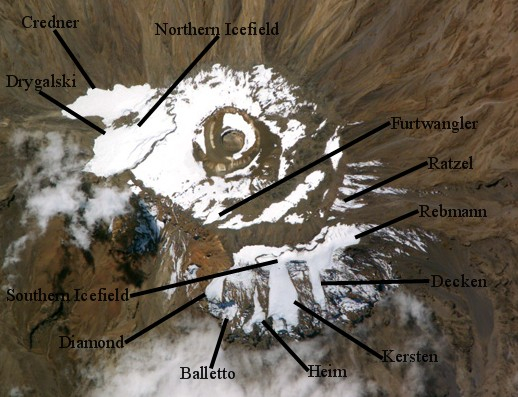 Credner
Northern Icefield
Drygalski
Furtwangler
Ratzel
Rebmann
Decken
Southern Icefield
Diamond
Balletto
Heim
Kersten